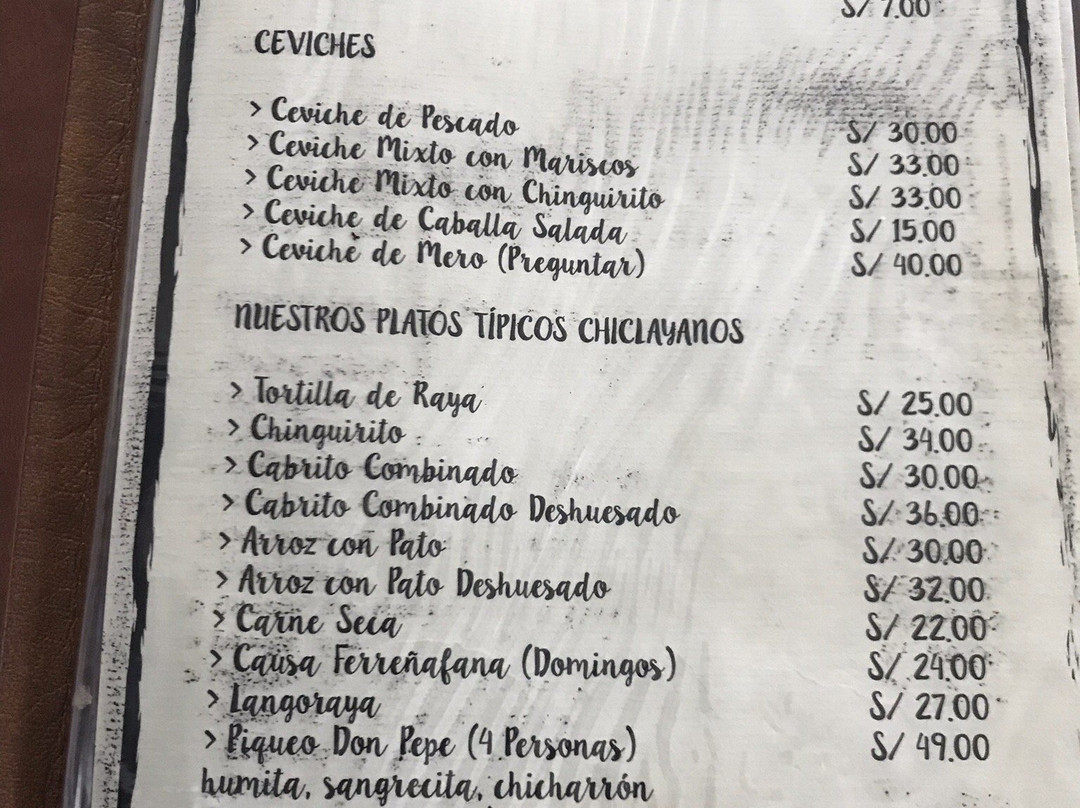 S/ 7.00
CEVICHES
> Ceviche de Pescado S/ 30.00
> Ceviche Mixto con Mariscos S/ 33.00
> Ceviche Mixto con Chinguirito S/ 33.00
> Ceviche de Caballa Salada S/ 15.00
> Ceviche de Mero (Preguntar) S/ 40.00
NUESTROS PLATOS TÍPICOS CHICLAYANOS
> Tortilla de Raya S/ 25.00
> Chinguirito S/ 34.00
> Cabrito Combinado S/ 30.00
> Cabrito Combinado Deshuesado S/ 36.00
> Arroz con Pato S/ 30.00
> Arroz con Pato Deshuesado S/ 32.00
> Carne Seca S/ 22.00
> Causa Ferreñafana (Domingos) S/ 24.00
> Langoraya S/ 27.00
> Piqueo Don Pepe (4 Personas) S/ 49.00
humita, sangrecita, chicharrón